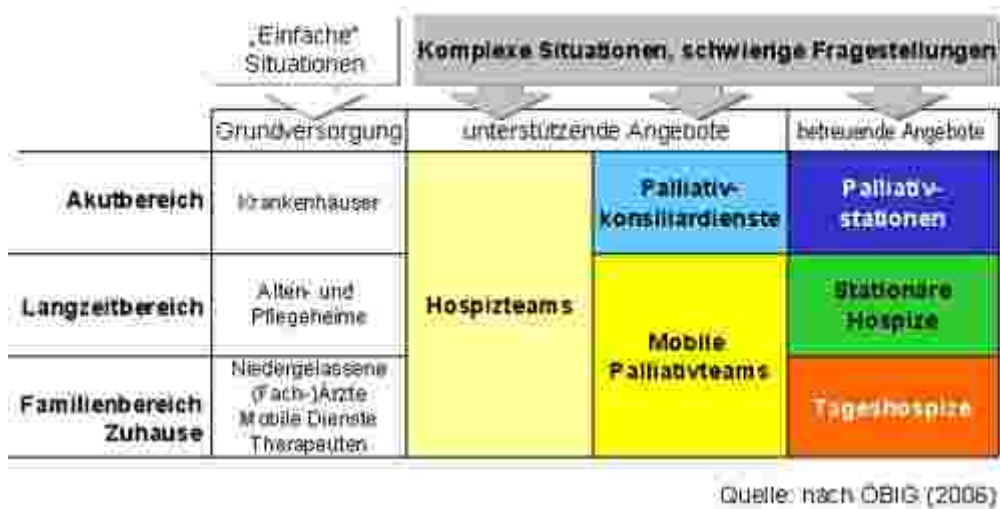 „Einfache"
Situationen
Komplexe Situationen, schwierige Fragestellungen
Grundversorgung
unterstützende Angebote
betreuende Angebote
Akutbereich
Krankenhäuser
Palliativ-
konsiliardienste
Palliativ-
stationen
Langzeitbereich
Alten- und
Pflegeheime
Hospizteams
Mobile
Palliativteams
Stationäre
Hospize
Familienbereich
Zuhause
Niedergelassene
(Fach-)Ärzte
Mobile Dienste
Therapeuten
Tageshospize
Quelle: nach ÖBIG (2006)